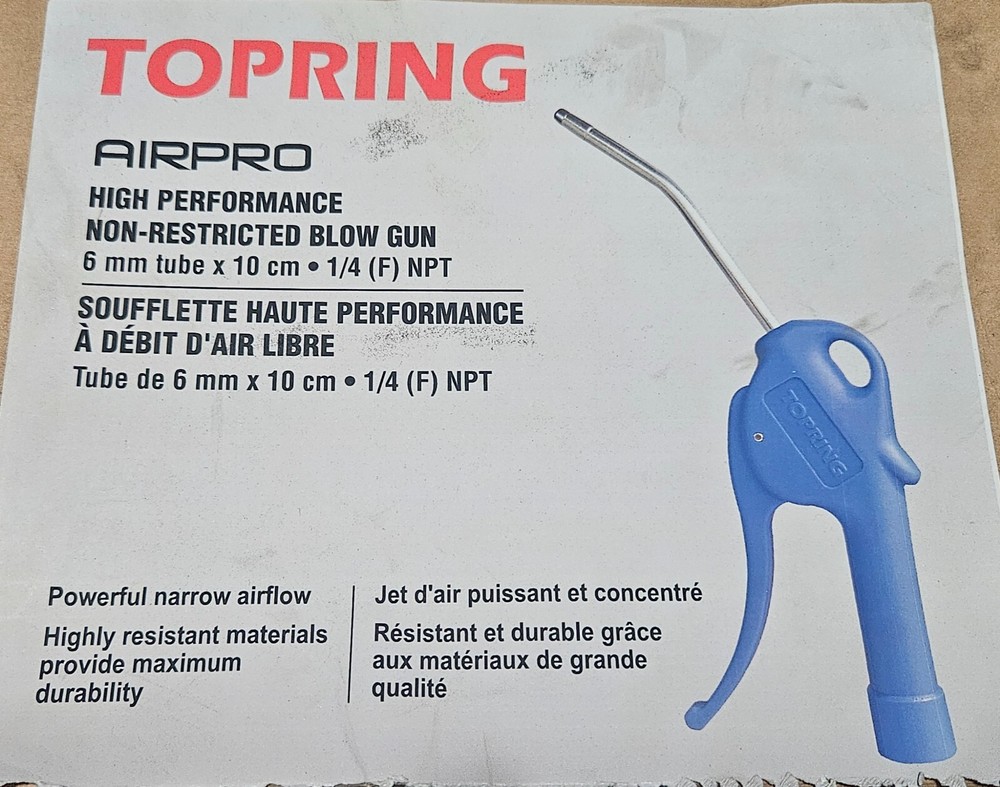 TOPRING
AIRPRO
HIGH PERFORMANCE
NON-RESTRICTED BLOW GUN
6 mm tube x 10 cm • 1/4 (F) NPT
SOUFFLETTE HAUTE PERFORMANCE
À DÉBIT D'AIR LIBRE
Tube de 6 mm x 10 cm • 1/4 (F) NPT
TOPRING
Powerful narrow airflow
Highly resistant materials
provide maximum
durability
Jet d'air puissant et concentré
Résistant et durable grâce
aux matériaux de grande
qualité